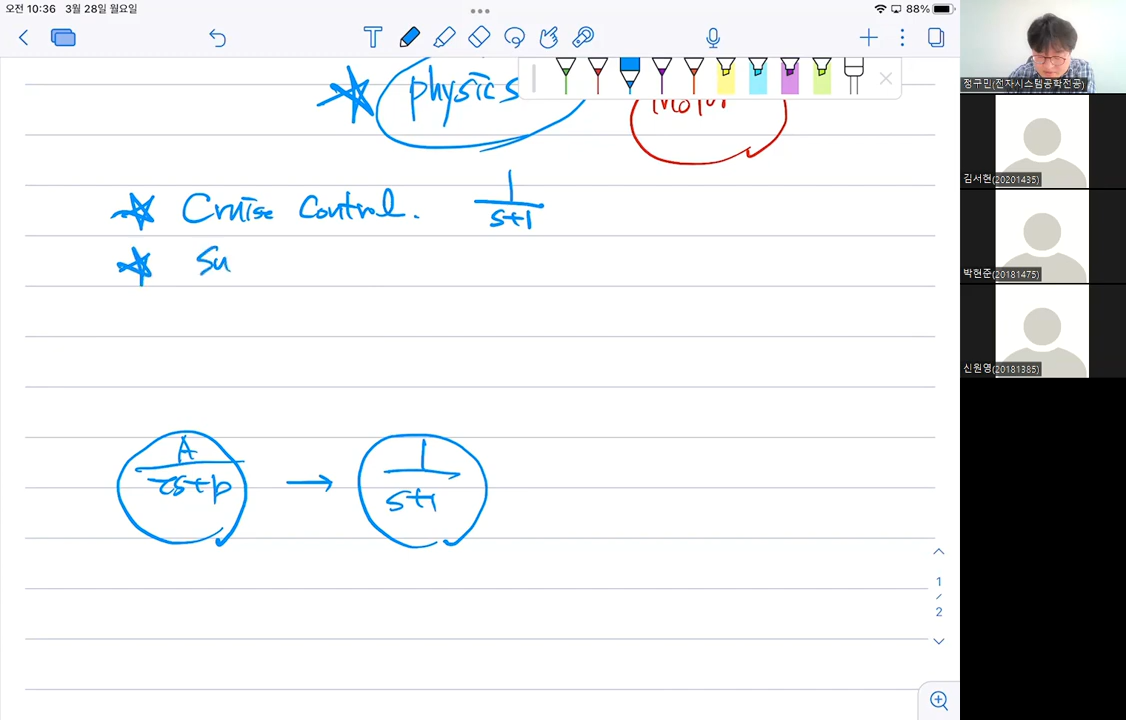 오전 10:36 3월 28일 월요일
88%
physics
Motor
정구민(전자시스템공학전공)
김서현(20201435)
Cruise Control. 1/s+1
Su
박현준(20181475)
신원영(20181385)
A/τs+p → 1/s+1
1
/
2